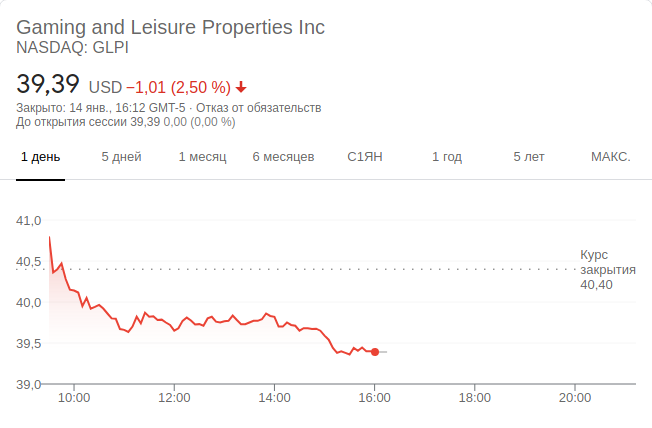 Gaming and Leisure Properties Inc
NASDAQ: GLPI
39,39 USD −1,01 (2,50 %)
Закрыто: 14 янв., 16:12 GMT-5 · Отказ от обязательств
До открытия сессии 39,39 0,00 (0,00 %)
1 день 5 дней 1 месяц 6 месяцев С1ЯН 1 год 5 лет МАКС.
41,0
40,5
40,0
39,5
39,0
Курс
закрытия
40,40
10:00 12:00 14:00 16:00 18:00 20:00